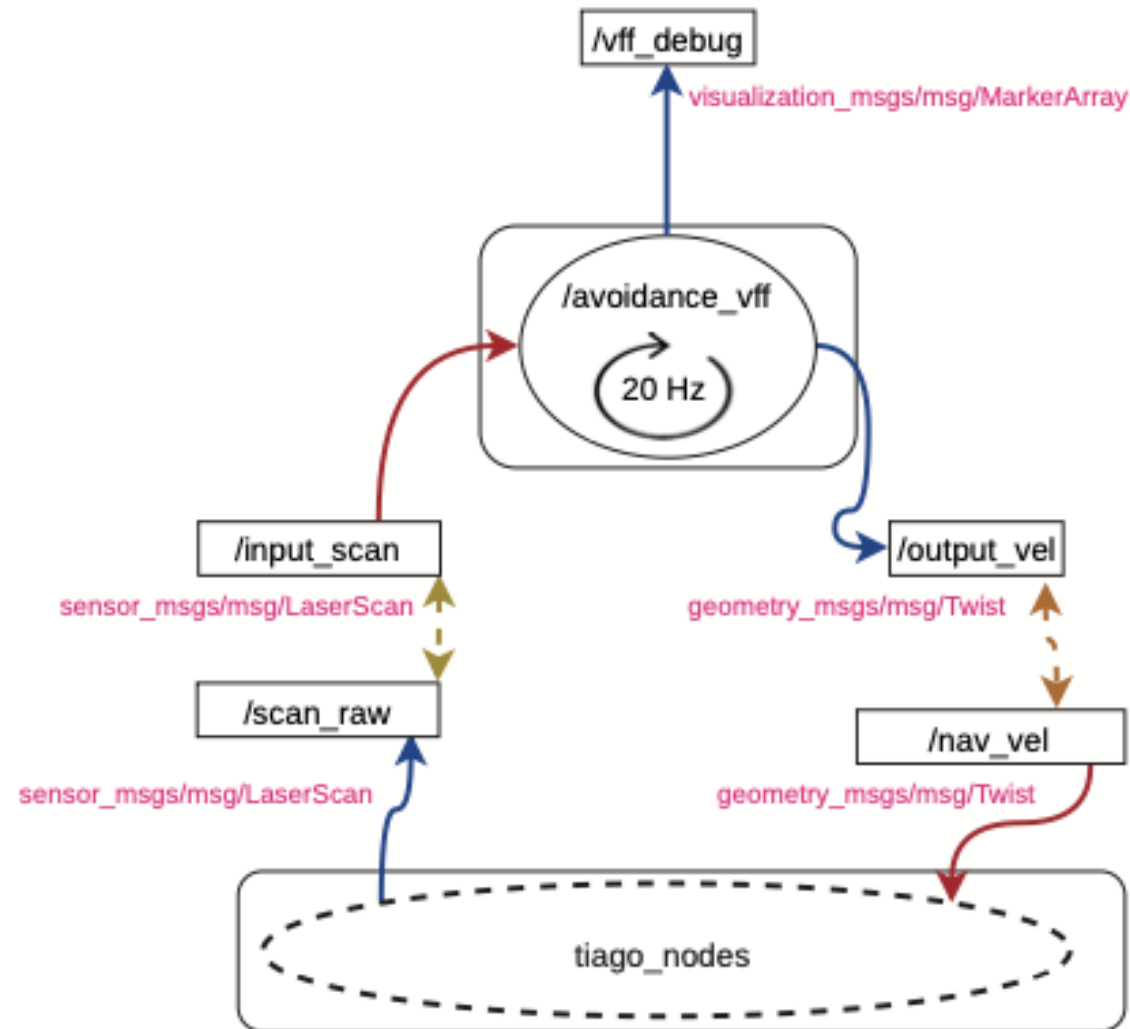 /vff_debug
visualization_msgs/msg/MarkerArray
/avoidance_vff
20 Hz
/input_scan
/output_vel
sensor_msgs/msg/LaserScan
geometry_msgs/msg/Twist
/scan_raw
/nav_vel
sensor_msgs/msg/LaserScan
geometry_msgs/msg/Twist
tiago_nodes